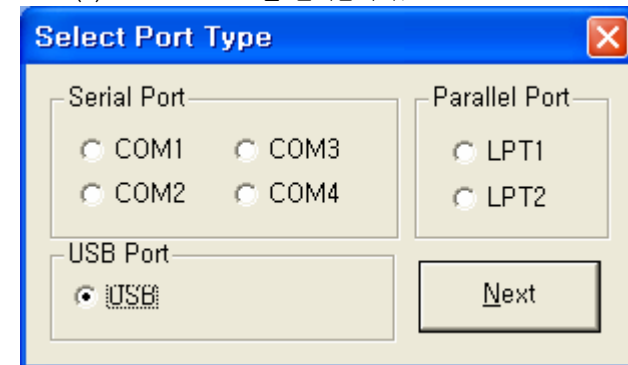 Select Port Type
Serial Port
COM1 COM3
COM2 COM4
Parallel Port
LPT1
LPT2
USB Port
USB
Next